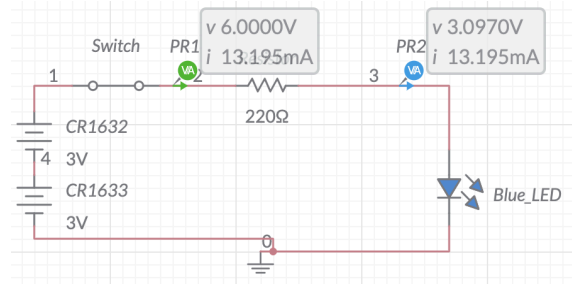 v 6.0000V
i 13.195mA
v 3.0970V
i 13.195mA
Switch
PR1
PR2
VA
VA
1
2
3
220Ω
CR1632
4
3V
CR1633
3V
Blue_LED
0